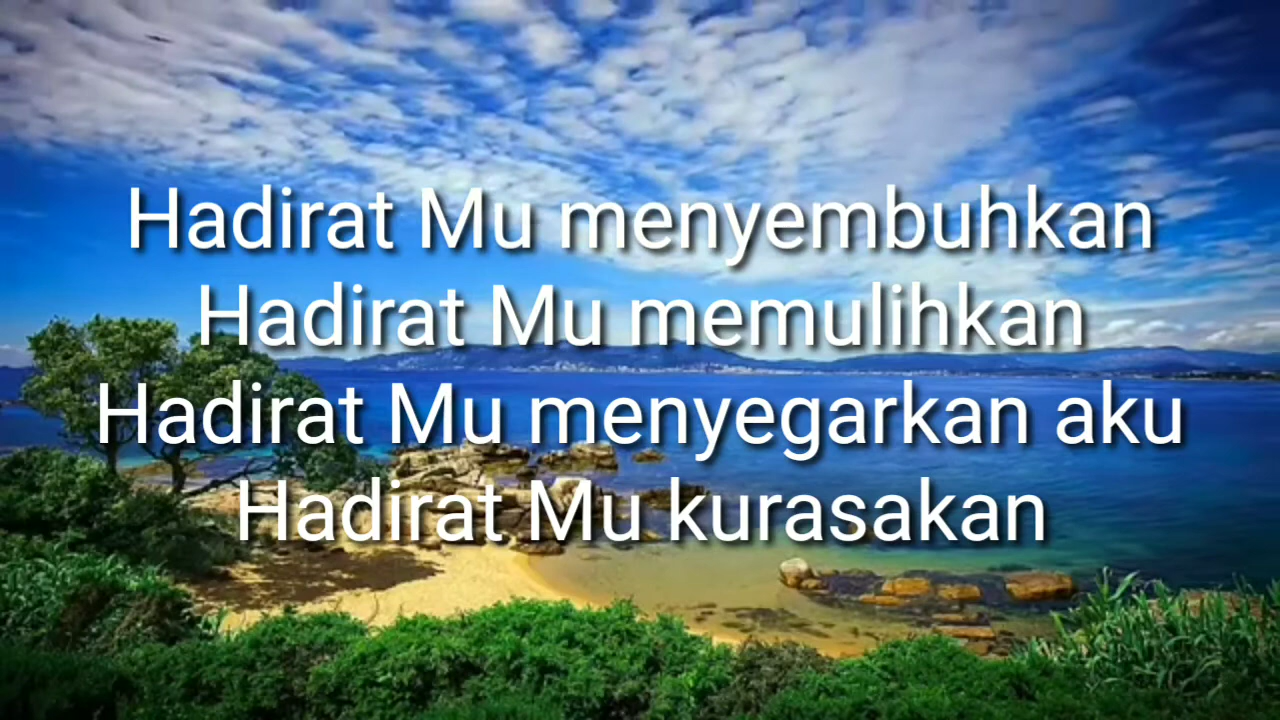 Hadirat Mu menyembuhkan
Hadirat Mu memulihkan
Hadirat Mu menyegarkan aku
Hadirat Mu kurasakan